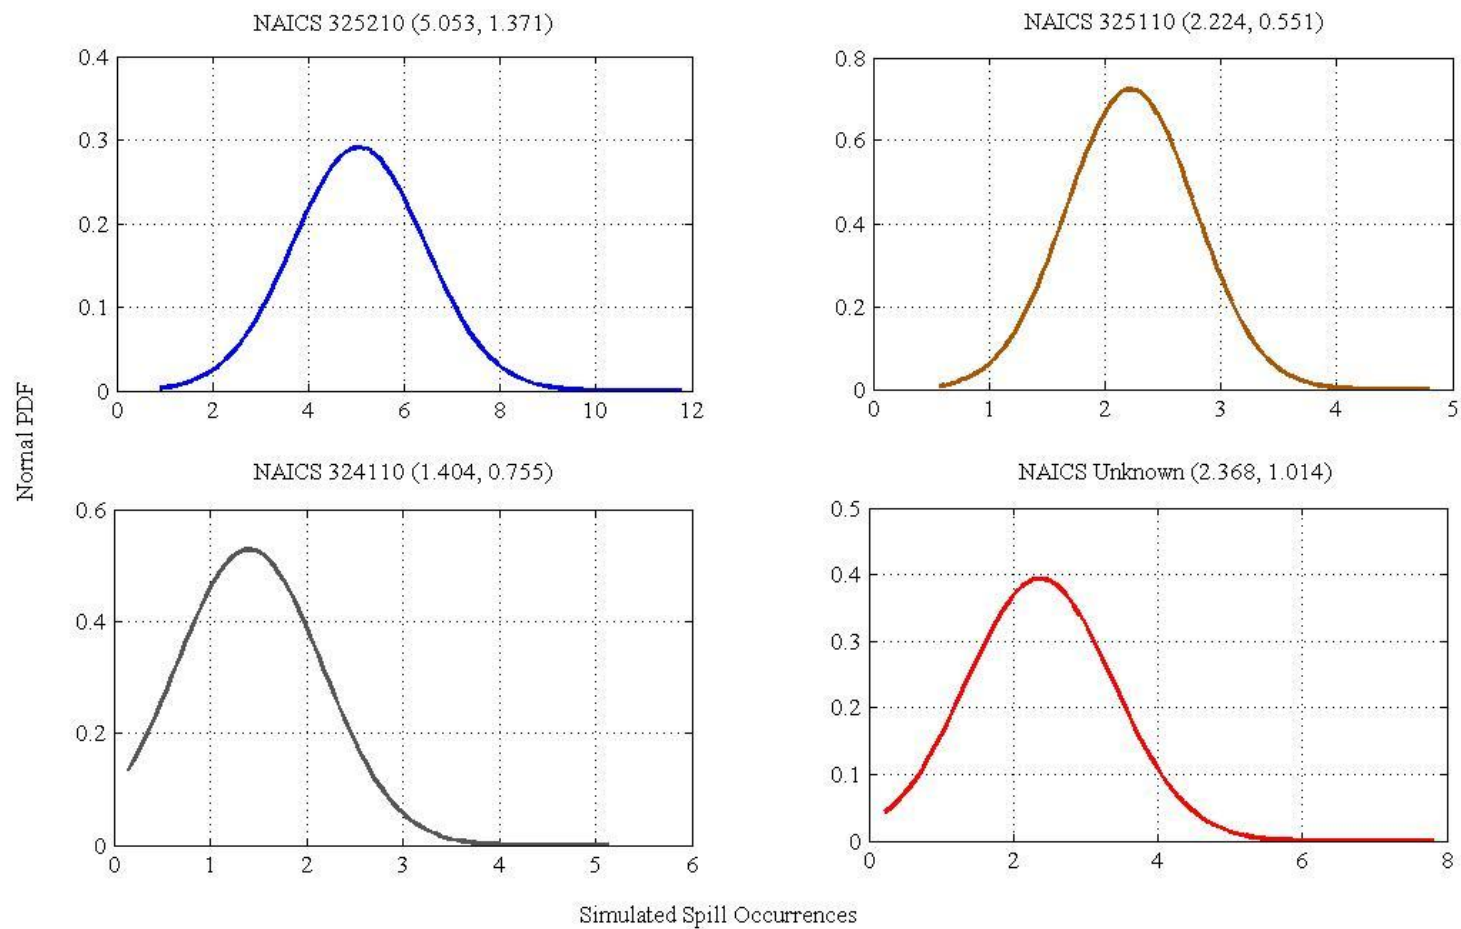 NAICS 325210 (5.053, 1.371)
0.4
0.3
0.2
0.1
0
0 2 4 6 8 10 12
NAICS 325110 (2.224, 0.551)
0.8
0.6
0.4
0.2
0
0 1 2 3 4 5
Normal PDF
NAICS 324110 (1.404, 0.755)
0.6
0.4
0.2
0
0 1 2 3 4 5 6
NAICS Unknown (2.368, 1.014)
0.5
0.4
0.3
0.2
0.1
0
0 2 4 6 8
Simulated Spill Occurrences